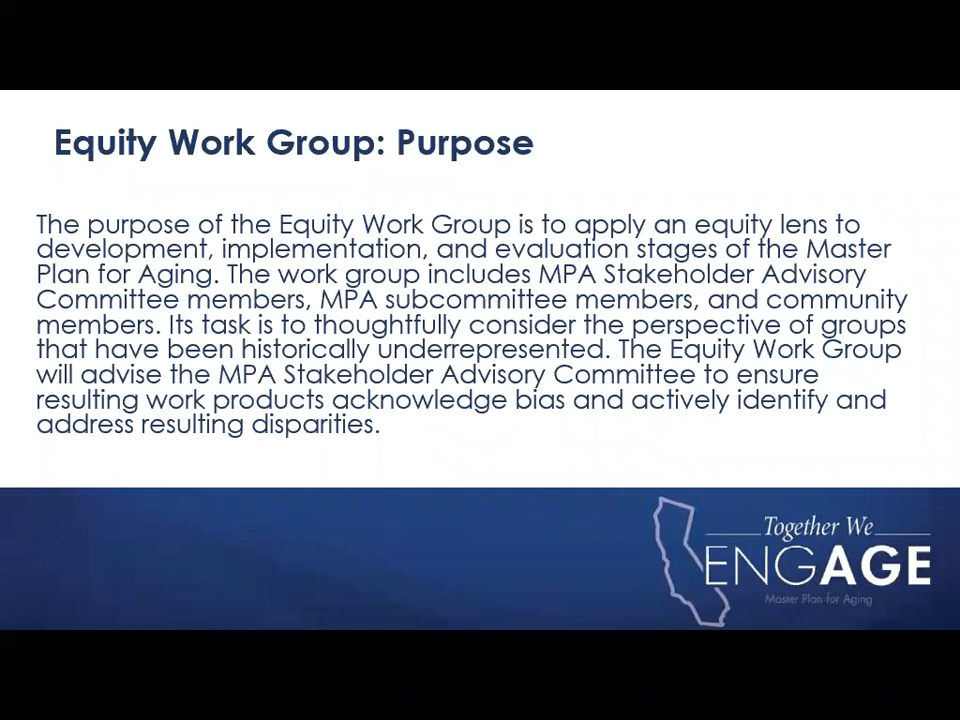 Equity Work Group: Purpose
The purpose of the Equity Work Group is to apply an equity lens to
development, implementation, and evaluation stages of the Master
Plan for Aging. The work group includes MPA Stakeholder Advisory
Committee members, MPA subcommittee members, and community
members. Its task is to thoughtfully consider the perspective of groups
that have been historically underrepresented. The Equity Work Group
will advise the MPA Stakeholder Advisory Committee to ensure
resulting work products acknowledge bias and actively identify and
address resulting disparities.
Together We
ENGAGE
Master Plan for Aging